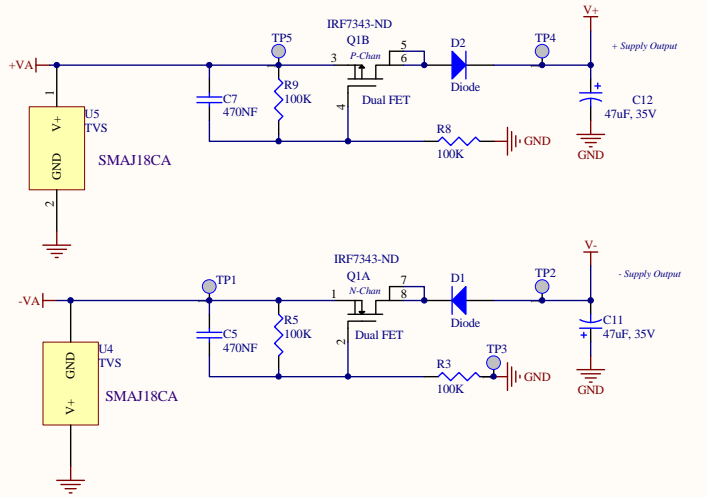 V+
IRF7343-ND
TP5
Q1B
TP4
+ Supply Output
P-Chan
5
D2
+VA
3
6
1
R9
100K
C7
470NF
4
Dual FET
Diode
+
C12
47uF, 35V
U5
TVS
V+
GND
SMAJ18CA
R8
100K
GND
GND
2
V-
IRF7343-ND
TP1
Q1A
TP2
- Supply Output
N-Chan
7
D1
-VA
1
8
R5
100K
C5
470NF
2
Dual FET
Diode
C11
+
47uF, 35V
U4
TVS
GND
V+
SMAJ18CA
TP3
R3
100K
GND
GND